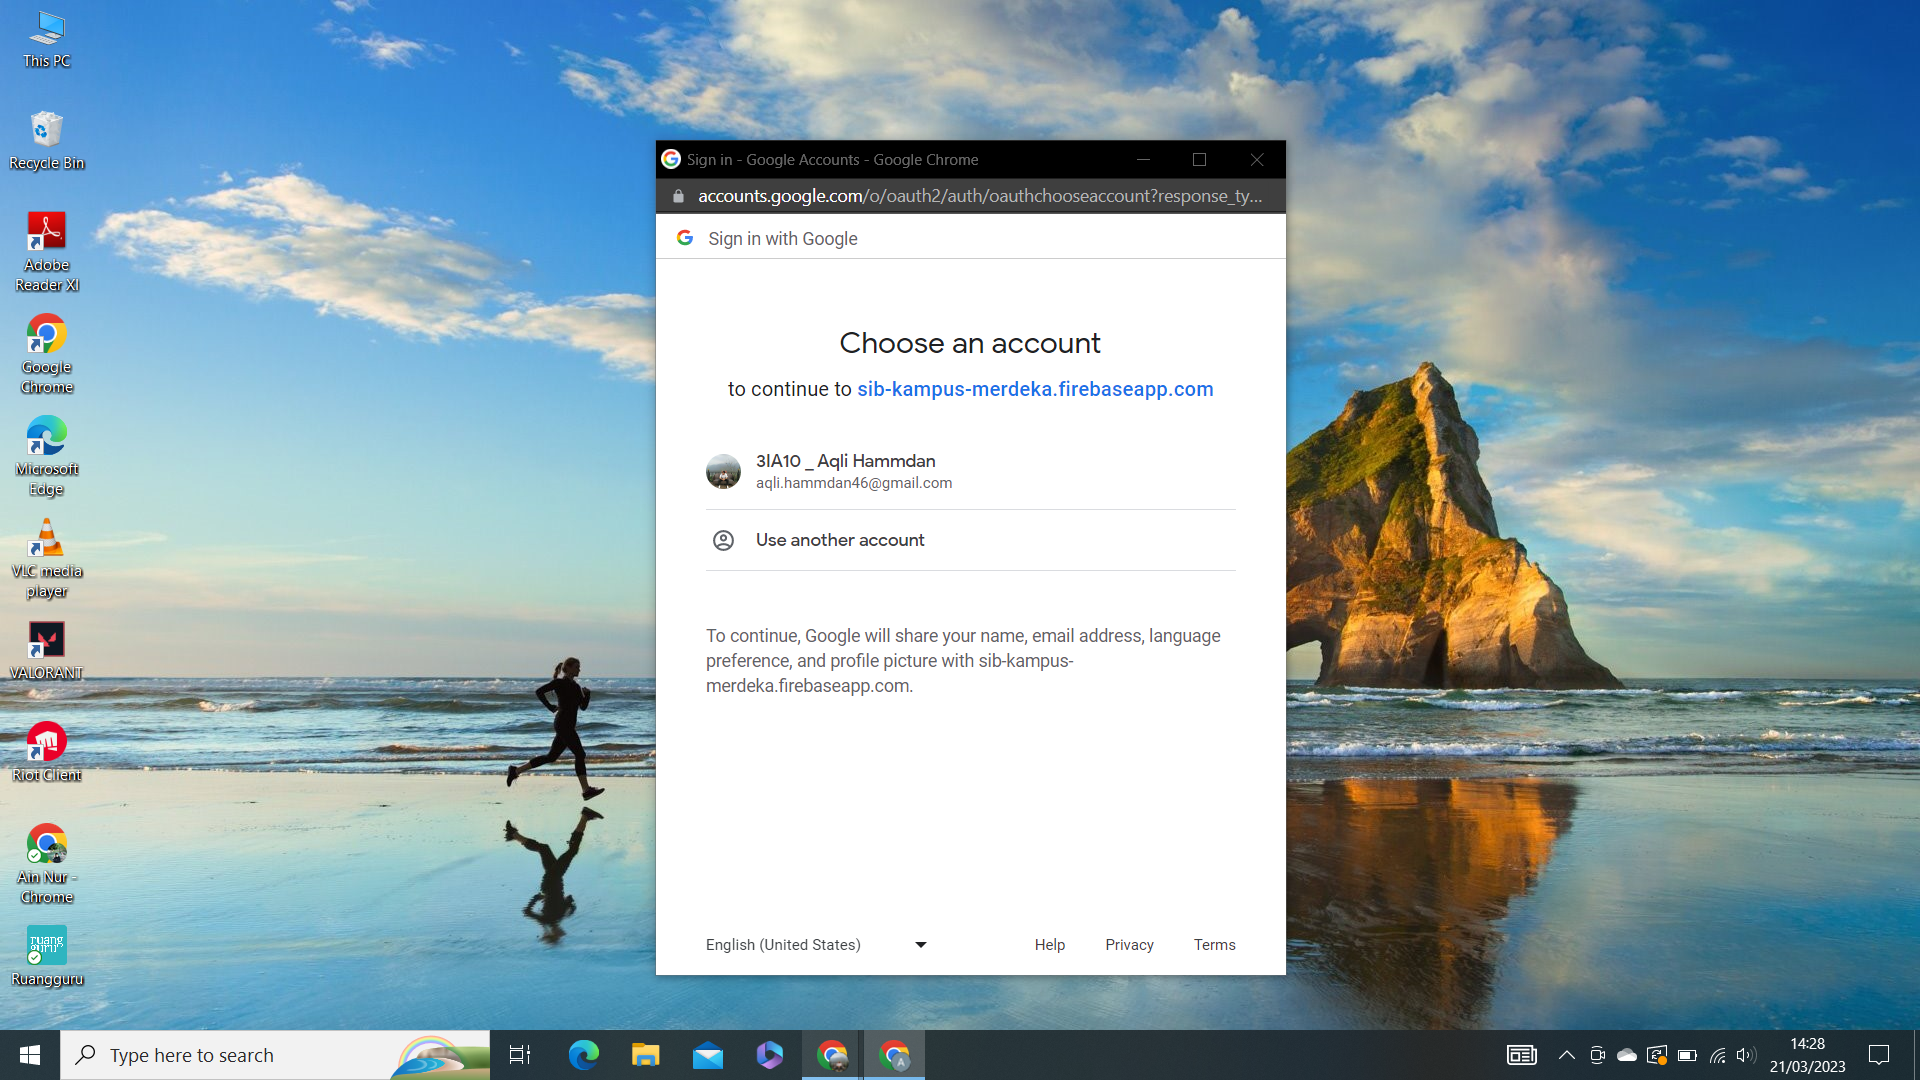 This PC
Recycle Bin
Adobe
Reader XI
Google
Chrome
Microsoft
Edge
VLC media
player
VALORANT
Riot Client
Ain Nur -
Chrome
ruang
guru
Ruangguru
Sign in - Google Accounts - Google Chrome
accounts.google.com/o/oauth2/auth/oauthchooseaccount?response_ty...
Sign in with Google
Choose an account
to continue to sib-kampus-merdeka.firebaseapp.com
3IA10 _ Aqli Hammdan
aqli.hammdan46@gmail.com
Use another account
To continue, Google will share your name, email address, language
preference, and profile picture with sib-kampus-
merdeka.firebaseapp.com.
English (United States)
Help
Privacy
Terms
Type here to search
A
14:28
21/03/2023